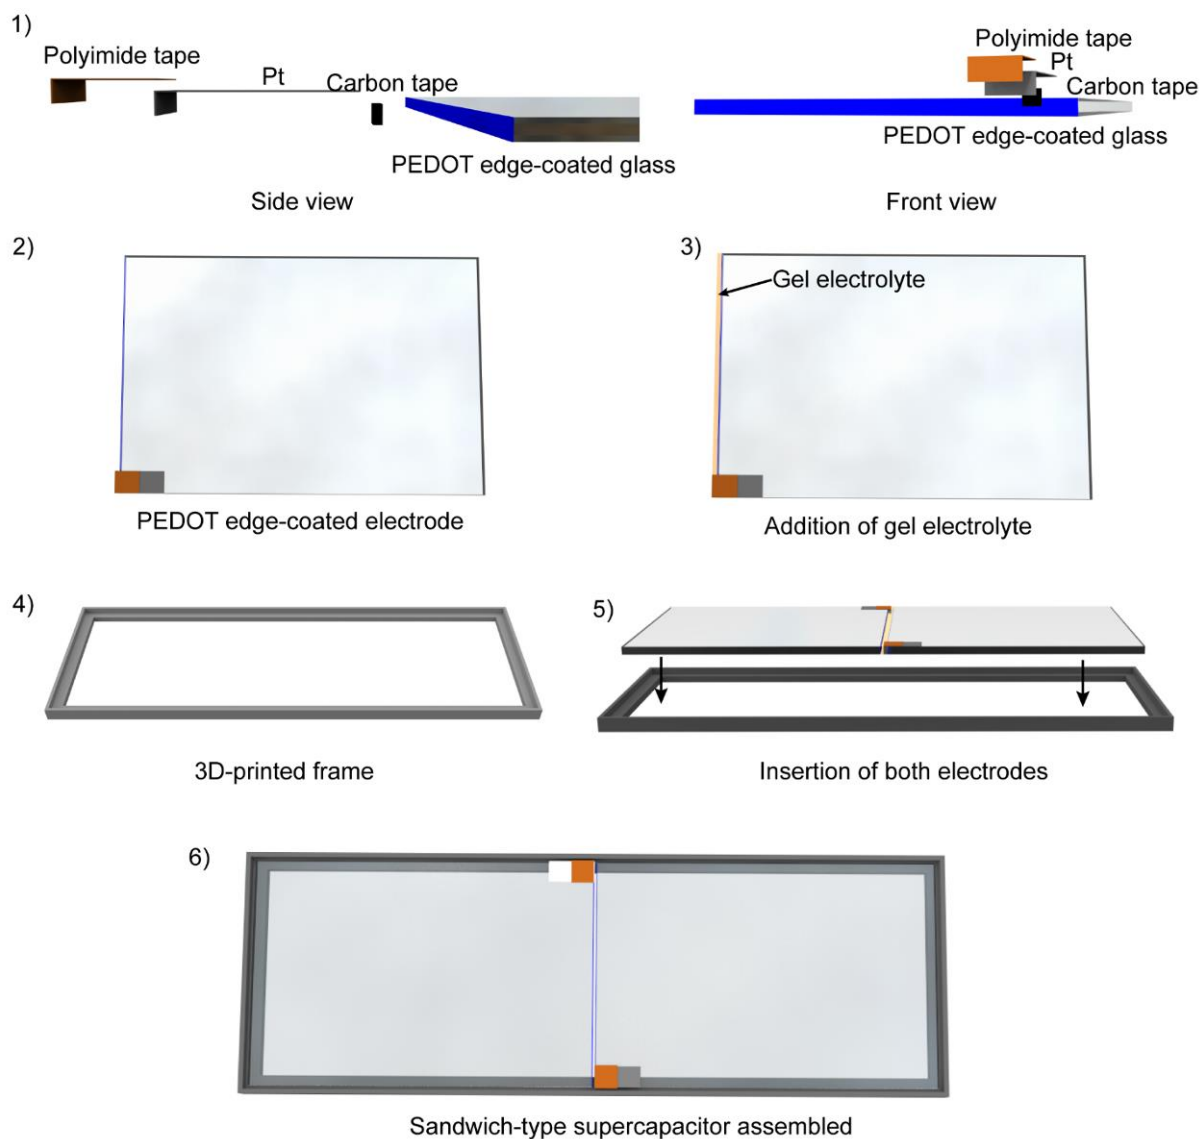 1)
Polyimide tape
Pt
Carbon tape
PEDOT edge-coated glass
Side view
Polyimide tape
Pt
Carbon tape
PEDOT edge-coated glass
Front view
2)
PEDOT edge-coated electrode
3)
Gel electrolyte
Addition of gel electrolyte
4)
3D-printed frame
5)
Insertion of both electrodes
6)
Sandwich-type supercapacitor assembled